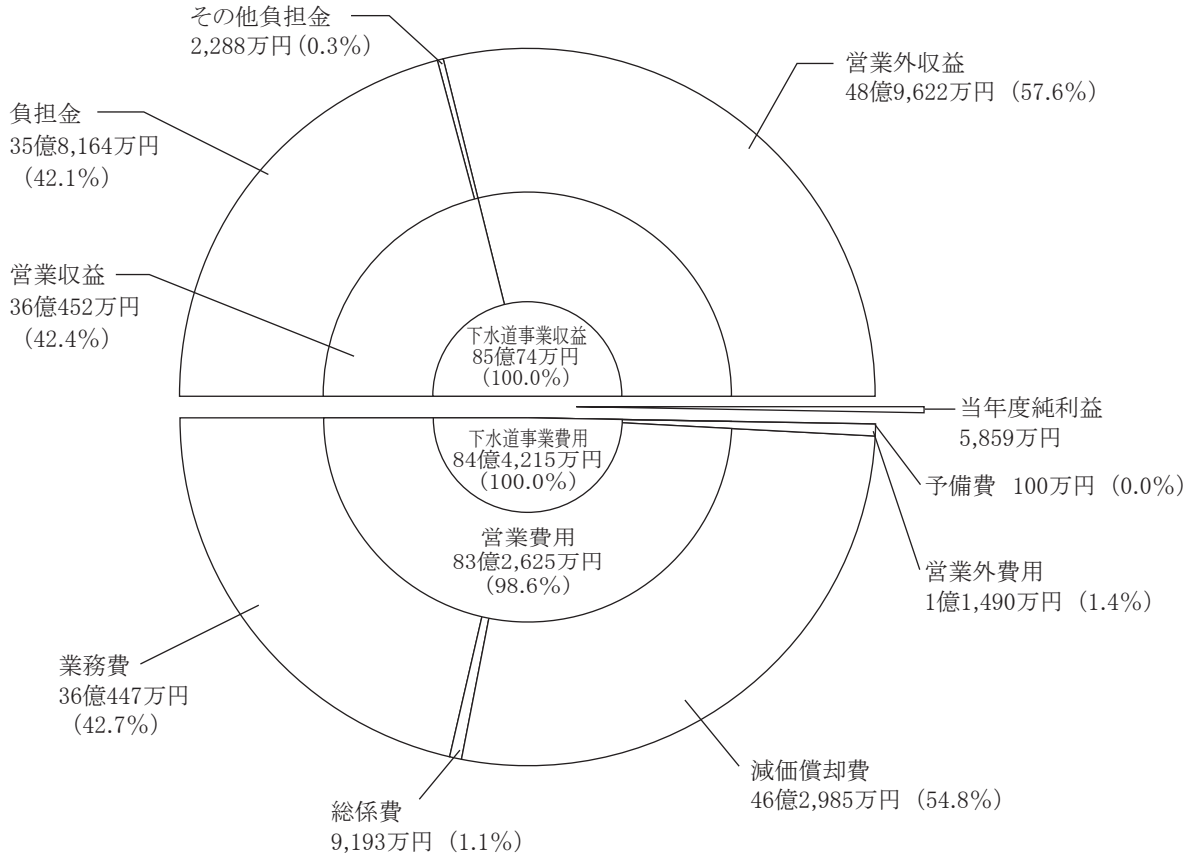 その他負担金
2,288万円(0.3%)
営業外収益
48億9,622万円 (57.6%)
負担金
35億8,164万円
(42.1%)
営業収益
36億452万円
(42.4%)
下水道事業収益
85億74万円
(100.0%)
当年度純利益
5,859万円
下水道事業費用
84億4,215万円
(100.0%)
予備費 100万円 (0.0%)
営業費用
83億2,625万円
(98.6%)
営業外費用
1億1,490万円 (1.4%)
業務費
36億447万円
(42.7%)
減価償却費
46億2,985万円 (54.8%)
総係費
9,193万円 (1.1%)